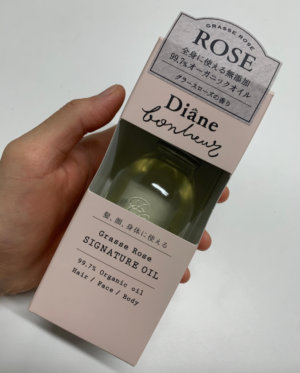 GRASSE ROSE
ROSE
全身に使える無添加
99.7%オーガニックオイル
グラースローズの香り
Diâne
bonheur
髪、顔、身体に使える
Grasse Rose
SIGNATURE OIL
99.7% Organic oil
Hair / Face / Body